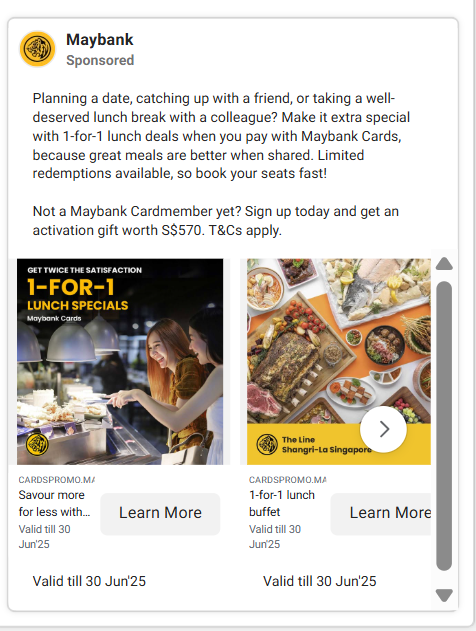 Maybank
Sponsored
Planning a date, catching up with a friend, or taking a well-
deserved lunch break with a colleague? Make it extra special
with 1-for-1 lunch deals when you pay with Maybank Cards,
because great meals are better when shared. Limited
redemptions available, so book your seats fast!
Not a Maybank Cardmember yet? Sign up today and get an
activation gift worth S$570. T&Cs apply.
GET TWICE THE SATISFACTION
1-FOR-1
LUNCH SPECIALS
Maybank Cards
CARDSPROMO.MA
Savour more
for less with...
Valid till 30
Jun'25
Learn More
Valid till 30 Jun'25
The Line
Shangri-La Singapore
CARDSPROMO.MA
1-for-1 lunch
buffet
Valid till 30
Jun'25
Learn More
Valid till 30 Jun'25